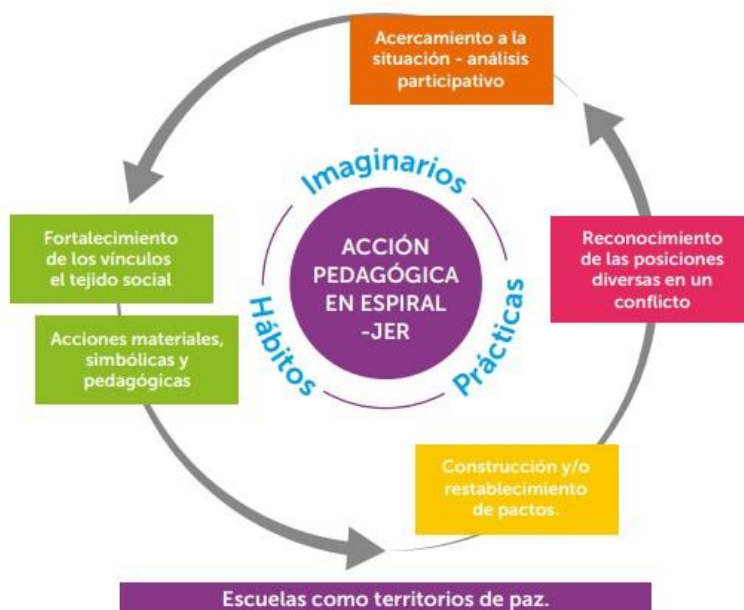 Acercamiento a la
situación - análisis
participativo
Imaginarios
Fortalecimiento
de los vínculos
el tejido social
Acciones materiales,
simbólicas y
pedagógicas
Hábitos
ACCIÓN
PEDAGÓGICA
EN ESPIRAL
-JER
Prácticas
Reconocimiento
de las posiciones
diversas en un
conflicto
Construcción y/o
restablecimiento
de pactos.
Escuelas como territorios de paz.